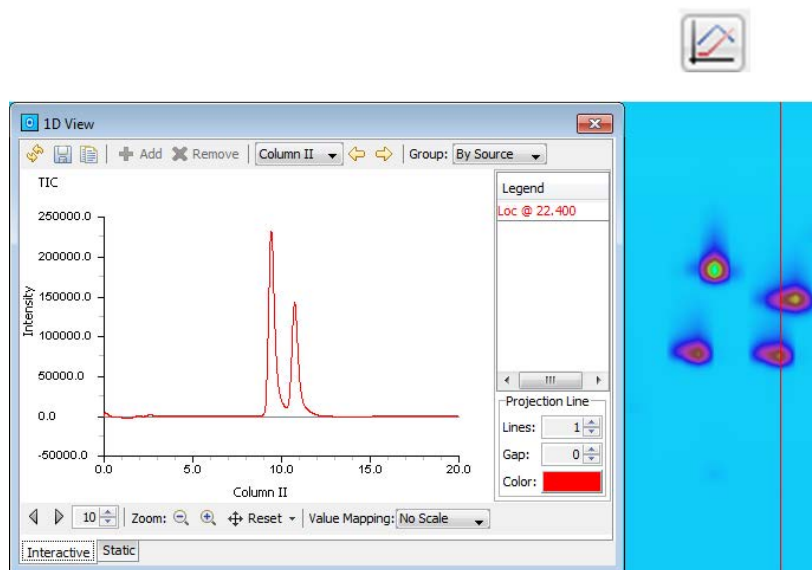 1D View
Add Remove Column II Group: By Source
TIC
250000.0
200000.0
150000.0
100000.0
50000.0
0.0
-50000.0
Intensity
0.0 5.0 10.0 15.0 20.0
Column II
Legend
Loc @ 22.400
Projection Line
Lines: 1
Gap: 0
Color:
10 Zoom: Reset Value Mapping: No Scale
Interactive Static